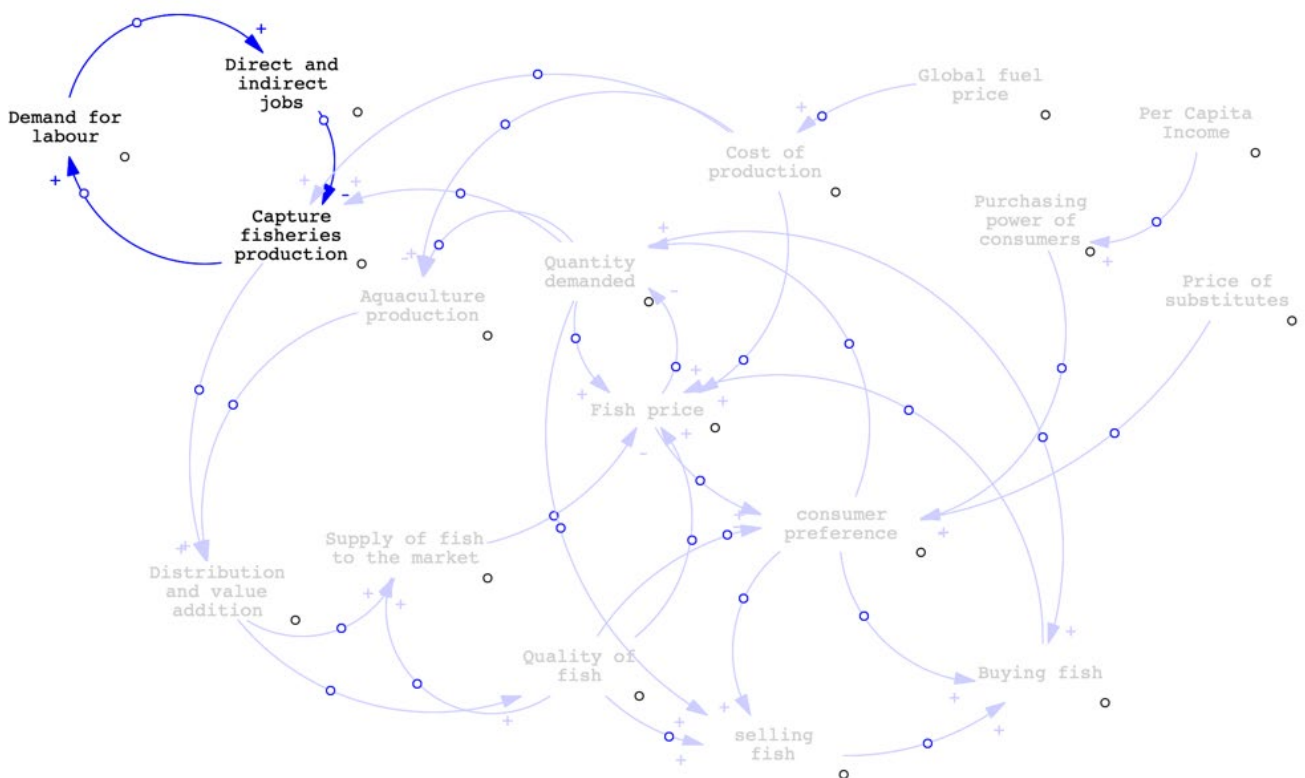 Direct and
indirect
jobs
Demand for
labour
Capture
fisheries
production
Global fuel
price
Per Capita
Income
Cost of
production
Purchasing
power of
consumers
Quantity
demanded
Aquaculture
production
Price of
substitutes
Fish price
consumer
preference
Supply of fish
to the market
Distribution
and value
addition
Quality of
fish
Buying fish
selling
fish